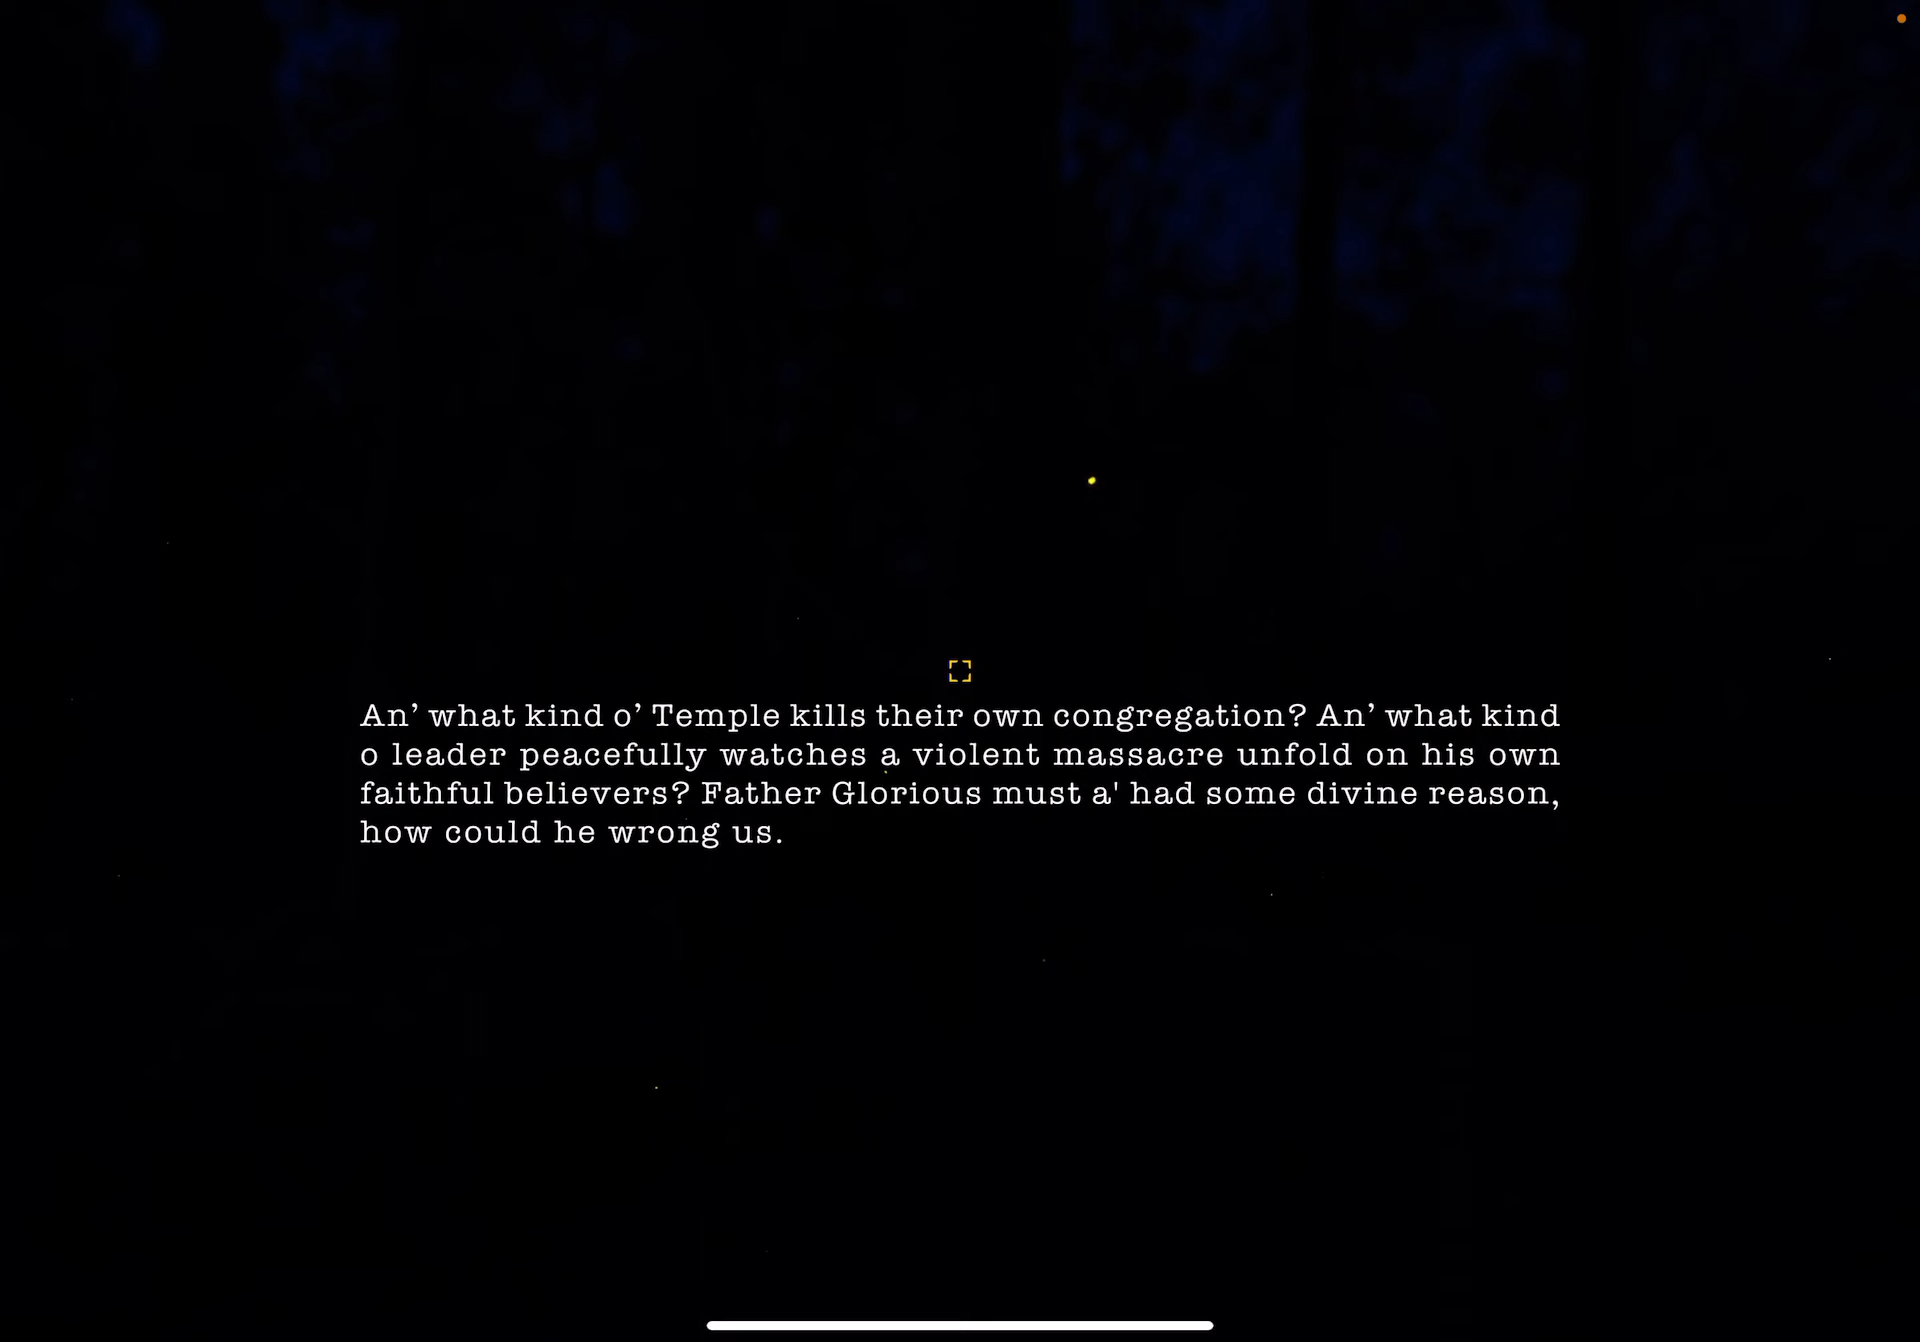 An’ what kind o’ Temple kills their own congregation? An’ what kind
o leader peacefully watches a violent massacre unfold on his own
faithful believers? Father Glorious must a' had some divine reason,
how could he wrong us.